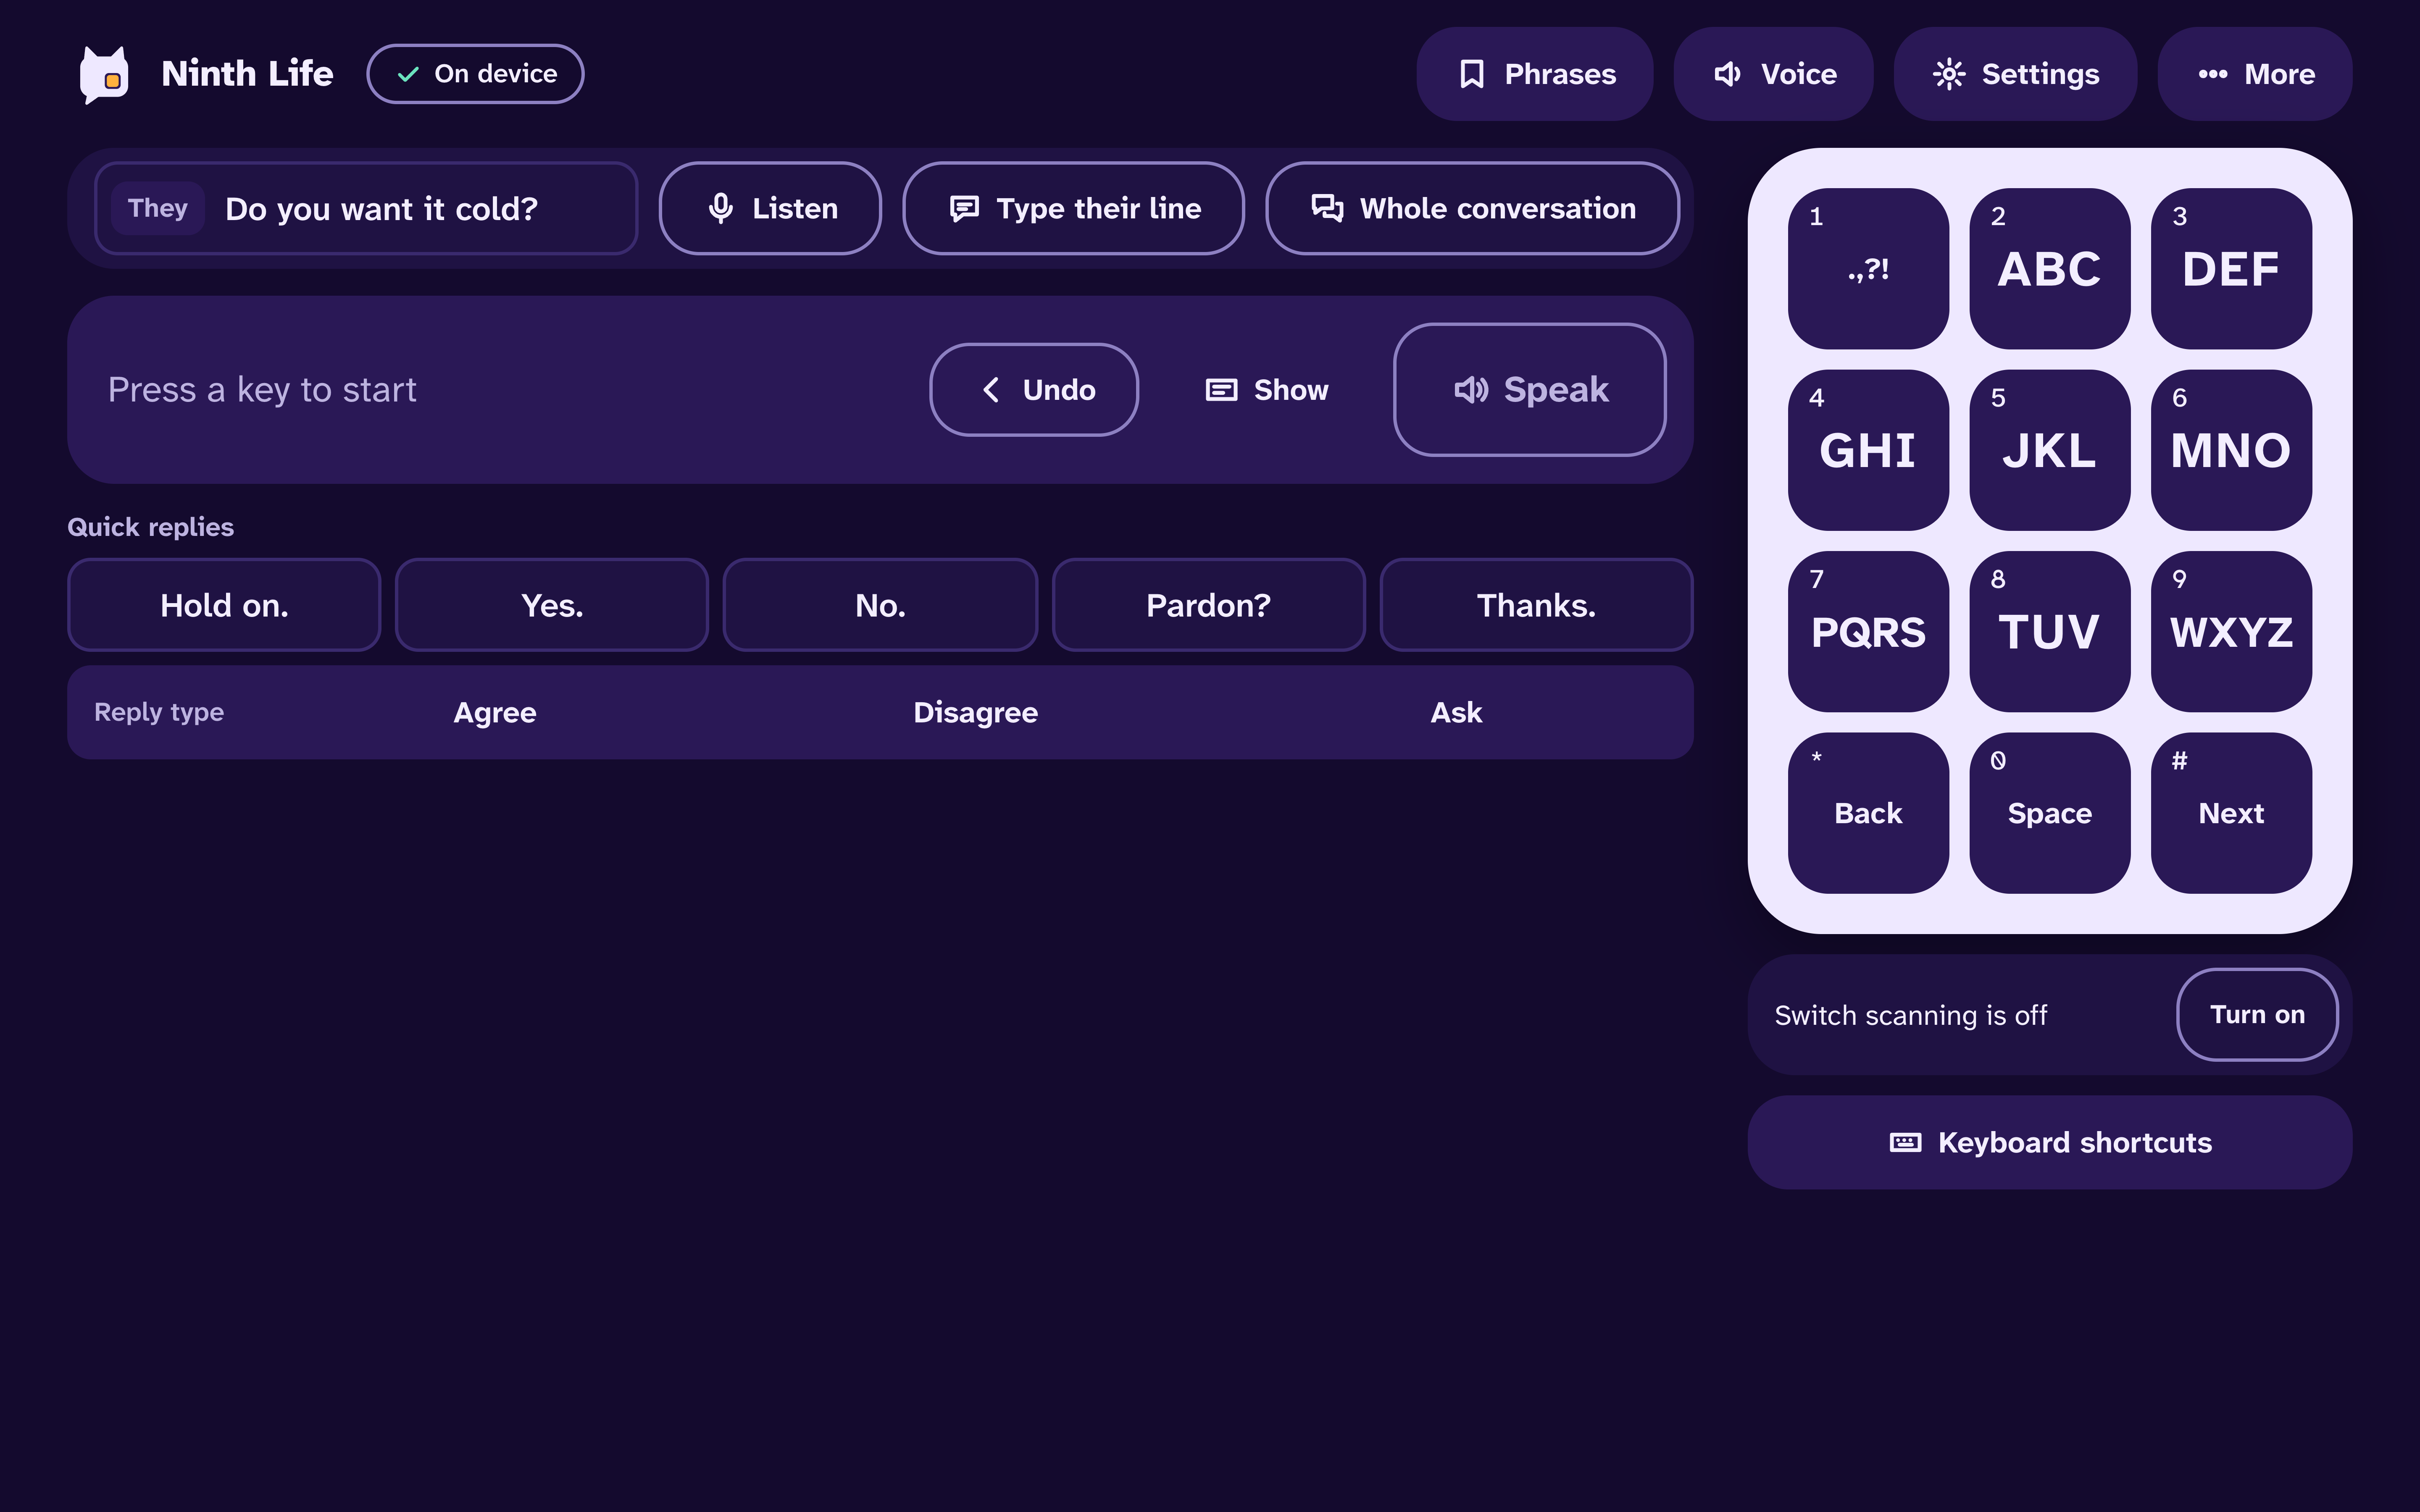 Ninth Life
On device
Phrases
Voice
Settings
More
They
Do you want it cold?
Listen
Type their line
Whole conversation
Press a key to start
Undo
Show
Speak
Quick replies
Hold on.
Yes.
No.
Pardon?
Thanks.
Reply type
Agree
Disagree
Ask
1
.,?!
2
ABC
3
DEF
4
GHI
5
JKL
6
MNO
7
PQRS
8
TUV
9
WXYZ
*
Back
0
Space
#
Next
Switch scanning is off
Turn on
Keyboard shortcuts